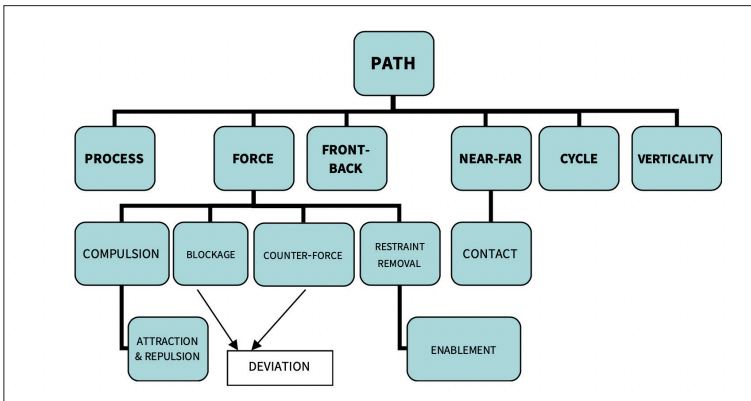 PATH
PROCESS
FORCE
FRONT-
BACK
NEAR-FAR
CYCLE
VERTICALITY
COMPULSION
BLOCKAGE
COUNTER-FORCE
RESTRAINT
REMOVAL
CONTACT
ATTRACTION
& REPULSION
DEVIATION
ENABLEMENT